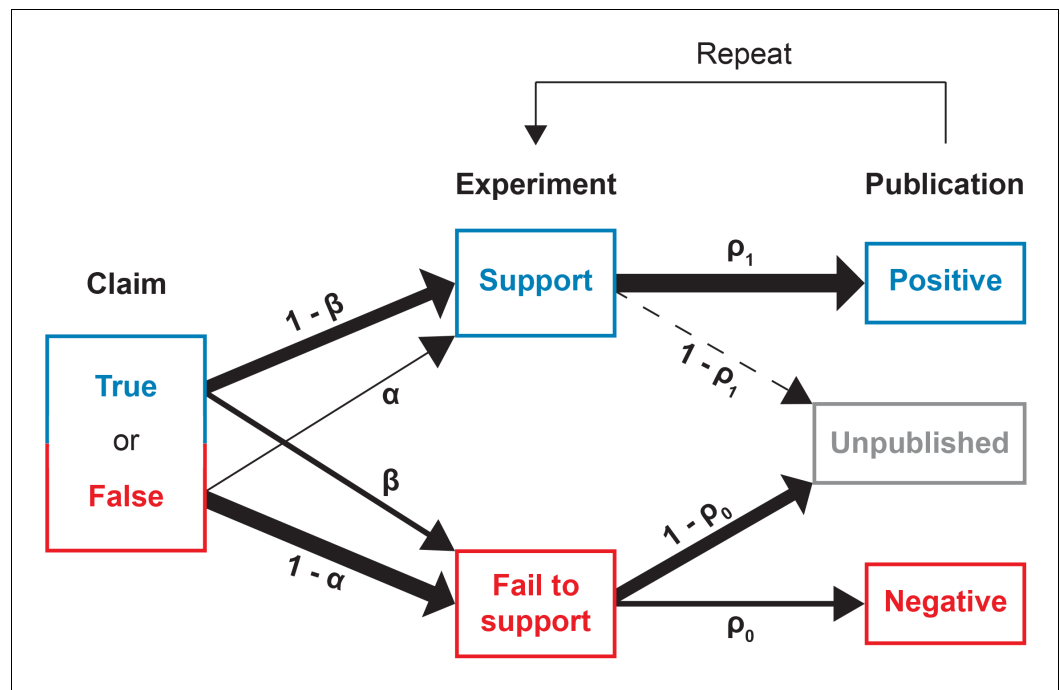 Repeat
Experiment
Publication
Claim
Support
ρ1
Positive
1 - β
True
or
False
α
1 - ρ1
Unpublished
β
1 - ρ0
1 - α
Fail to
support
ρ0
Negative